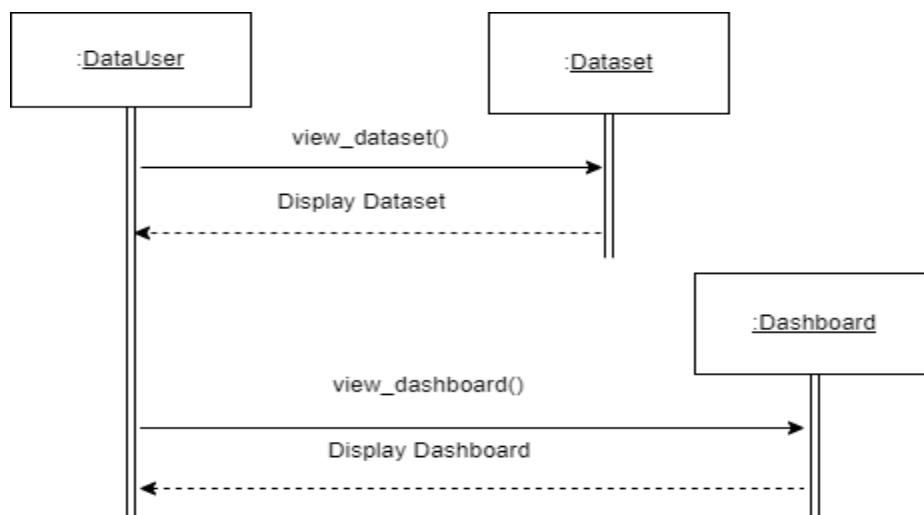 :DataUser
:Dataset
view_dataset()
Display Dataset
:Dashboard
view_dashboard()
Display Dashboard